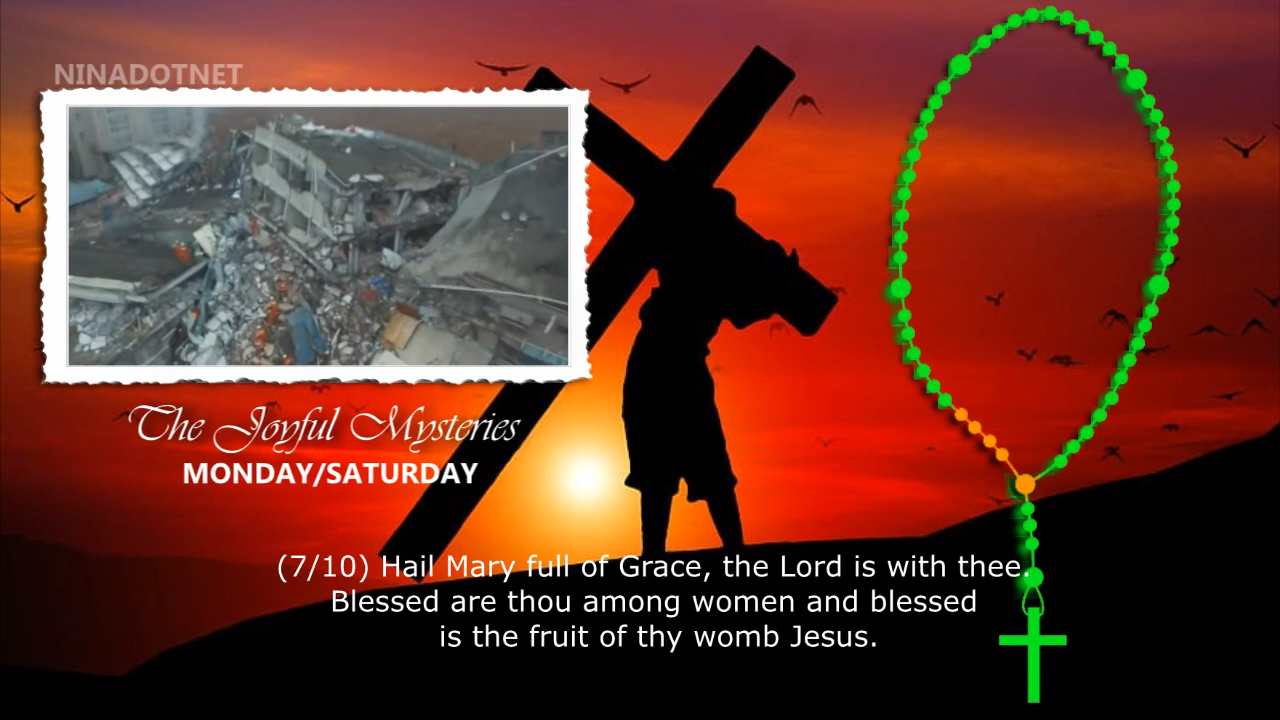 NINADOTNET
The Joyful Mysteries
MONDAY/SATURDAY
(7/10) Hail Mary full of Grace, the Lord is with thee.
Blessed are thou among women and blessed
is the fruit of thy womb Jesus.